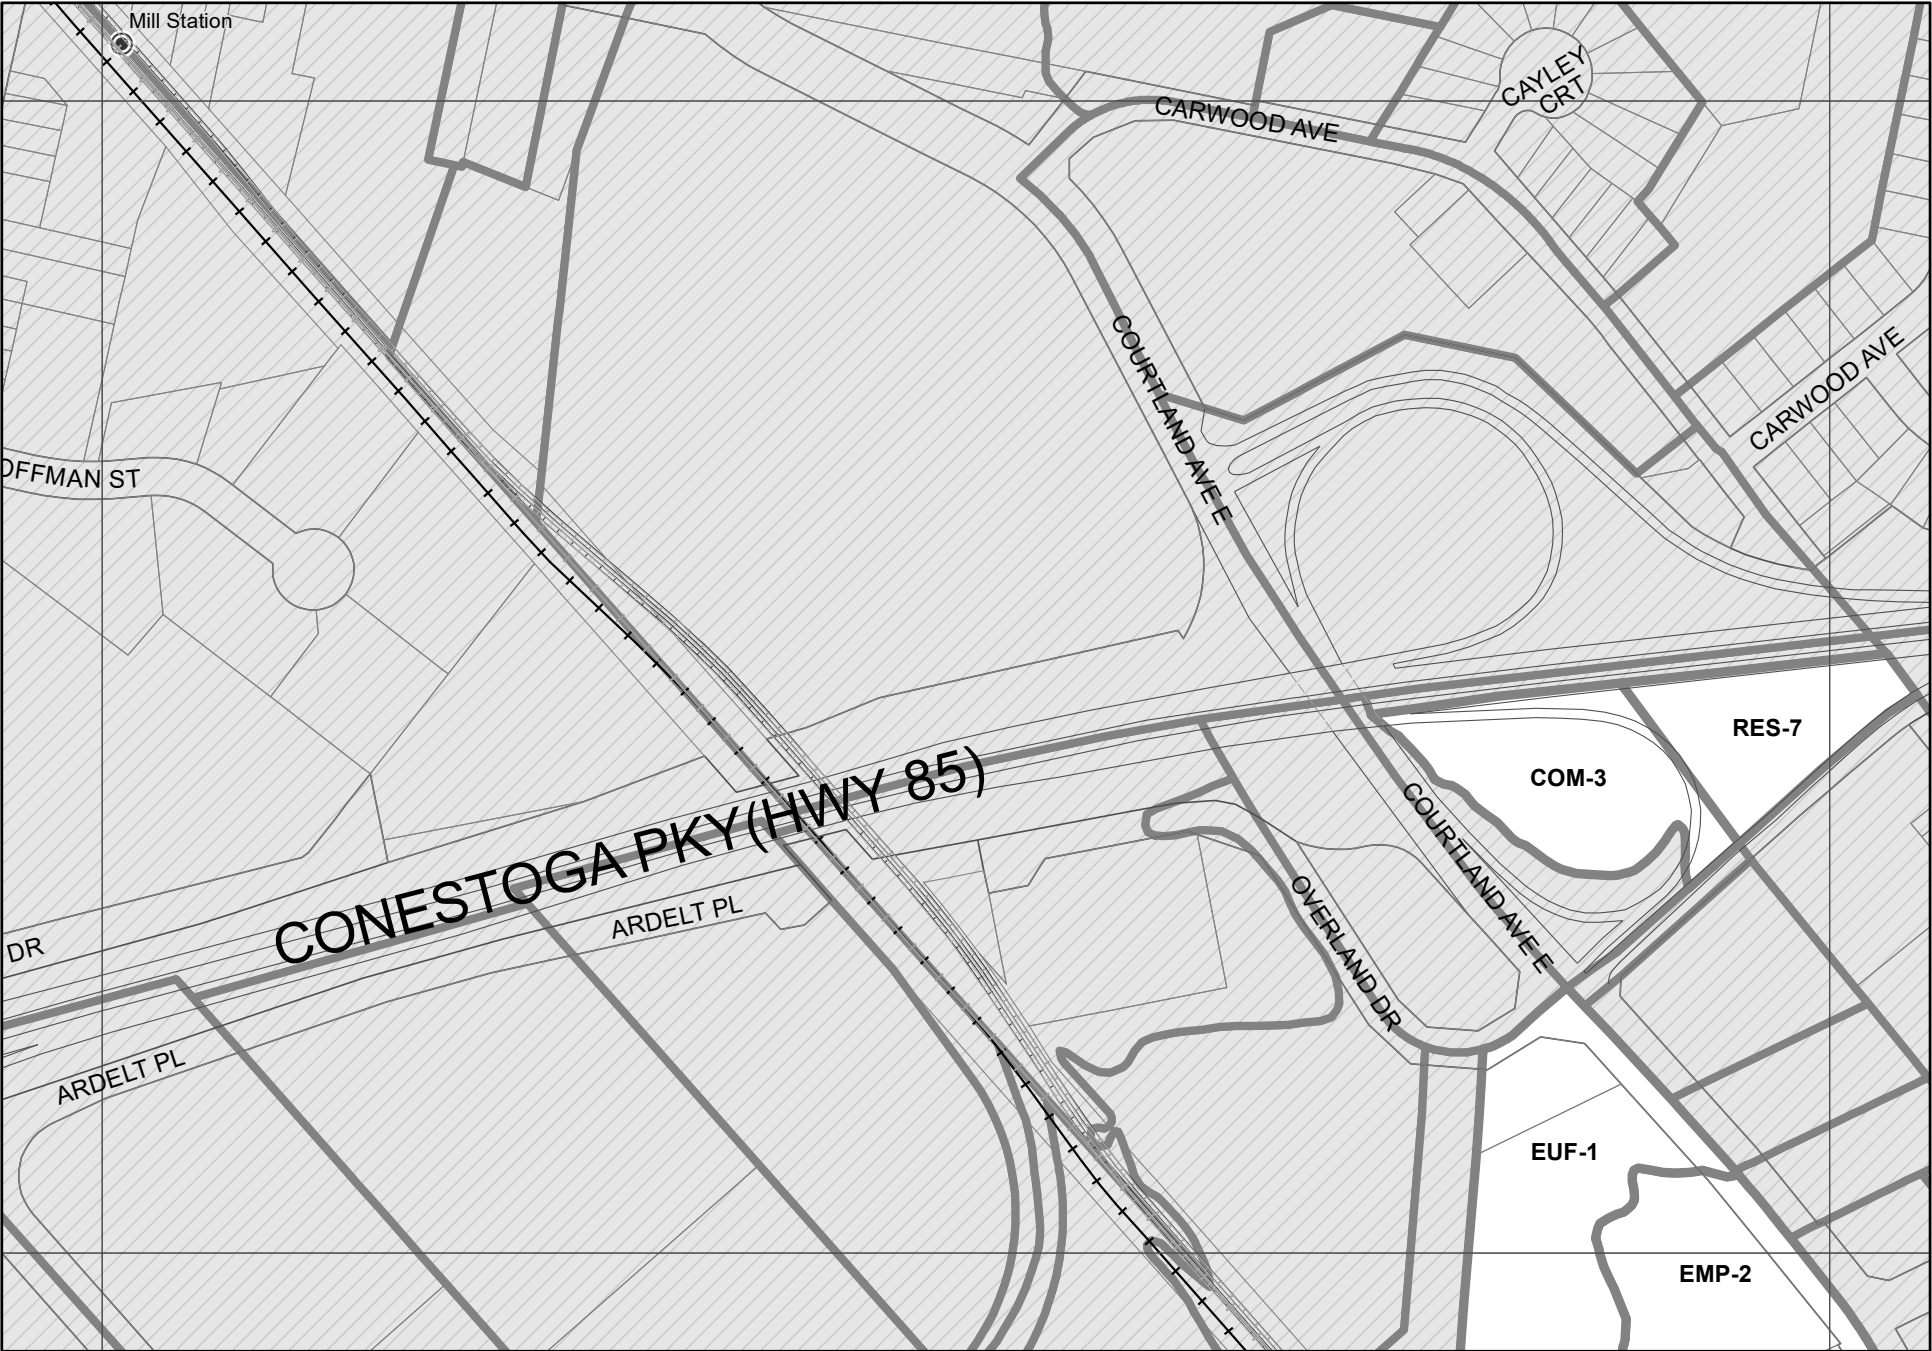 Mill Station
CAYLEY
CRT
CARWOOD AVE
COURTLAND AVE E
CARWOOD AVE
OFFMAN ST
RES-7
COM-3
CONESTOGA PKY(HWY 85)
COURTLAND AVE E
ARDELT PL
OVERLAND DR
DR
ARDELT PL
EUF-1
EMP-2